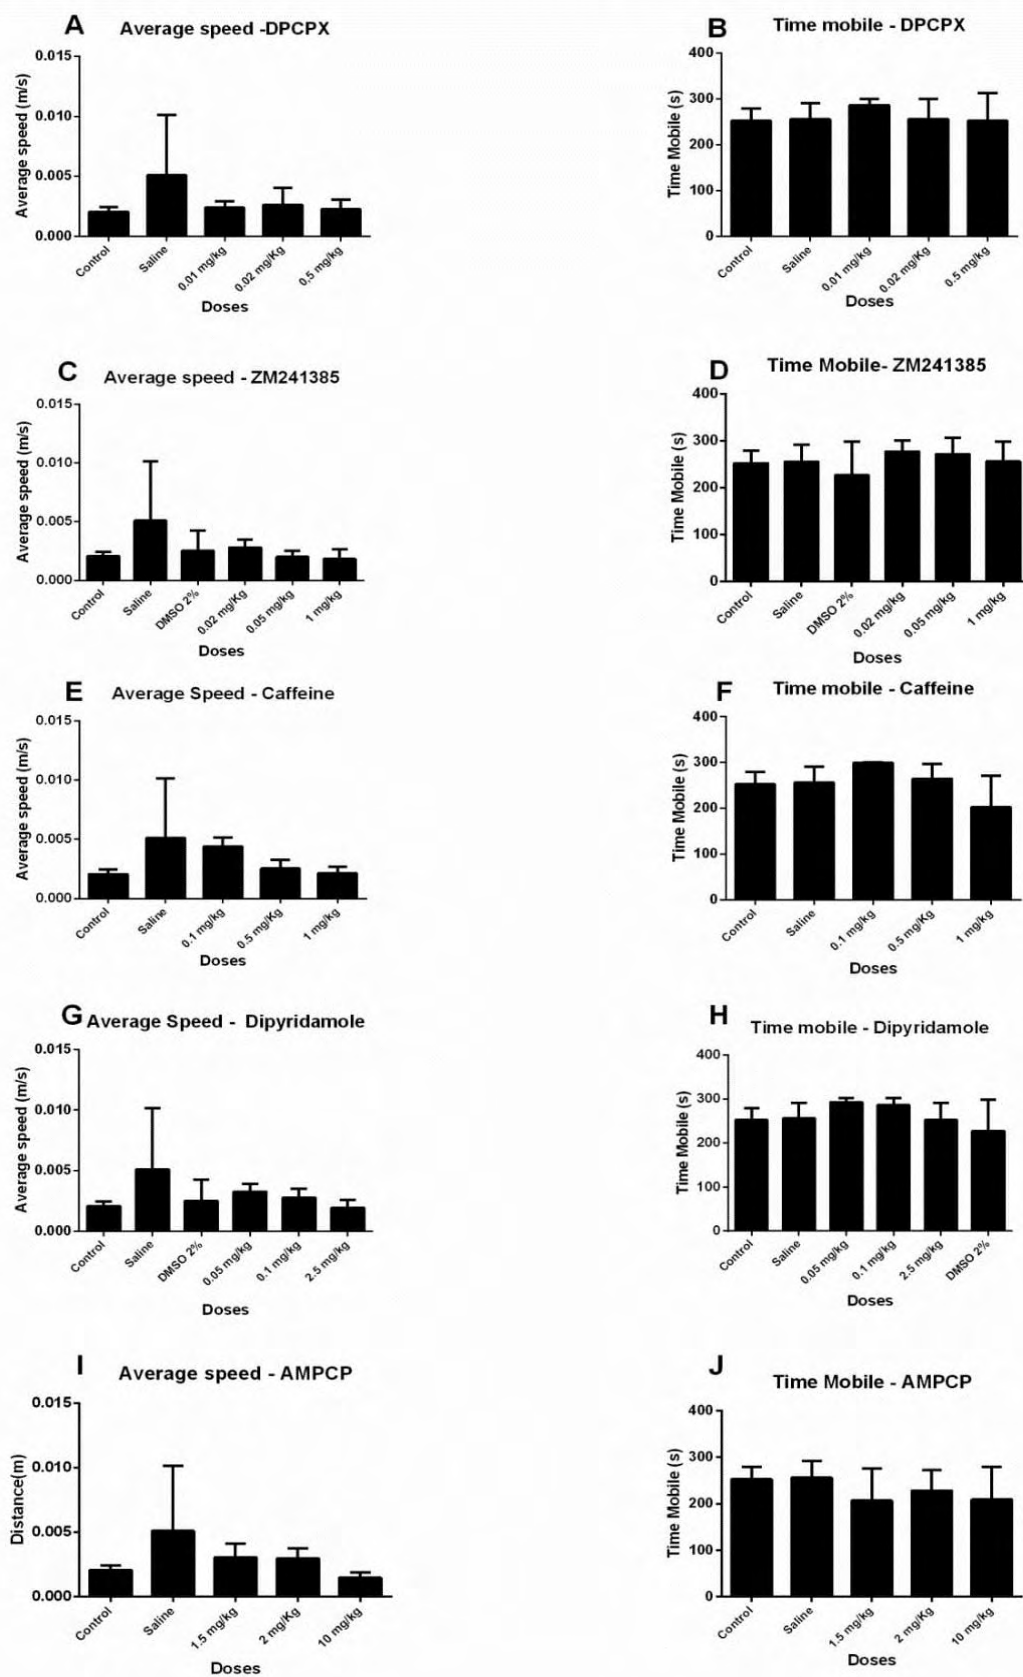 A
Average speed -DPCPX
Average speed (m/s)
0.015
0.010
0.005
0.000
Control
Saline
0.01 mg/kg
0.02 mg/Kg
0.5 mg/kg
Doses
B
Time mobile - DPCPX
Time Mobile (s)
400
300
200
100
0
Control
Saline
0.01 mg/kg
0.02 mg/Kg
0.5 mg/kg
Doses
C
Average speed - ZM241385
Average speed (m/s)
0.015
0.010
0.005
0.000
Control
Saline
DMSO 2%
0.02 mg/Kg
0.05 mg/kg
1 mg/kg
Doses
D
Time Mobile- ZM241385
Time Mobile (s)
400
300
200
100
0
Control
Saline
DMSO 2%
0.02 mg/kg
0.05 mg/kg
1 mg/kg
Doses
E
Average Speed - Caffeine
Average speed (m/s)
0.015
0.010
0.005
0.000
Control
Saline
0.1 mg/kg
0.5 mg/Kg
1 mg/kg
Doses
F
Time mobile - Caffeine
Time Mobile (s)
400
300
200
100
0
Control
Saline
0.1 mg/kg
0.5 mg/Kg
1 mg/kg
Doses
G
Average Speed - Dipyridamole
Average speed (m/s)
0.015
0.010
0.005
0.000
Control
Saline
DMSO 2%
0.05 mg/kg
0.1 mg/kg
2.5 mg/kg
Doses
H
Time mobile - Dipyridamole
Time Mobile (s)
400
300
200
100
0
Control
Saline
0.05 mg/kg
0.1 mg/kg
2.5 mg/kg
DMSO 2%
Doses
I
Average speed - AMPCP
Distance(m)
0.015
0.010
0.005
0.000
Control
Saline
1.5 mg/kg
2 mg/Kg
10 mg/kg
Doses
J
Time Mobile - AMPCP
Time Mobile (s)
400
300
200
100
0
Control
Saline
1.5 mg/kg
2 mg/Kg
10 mg/kg
Doses